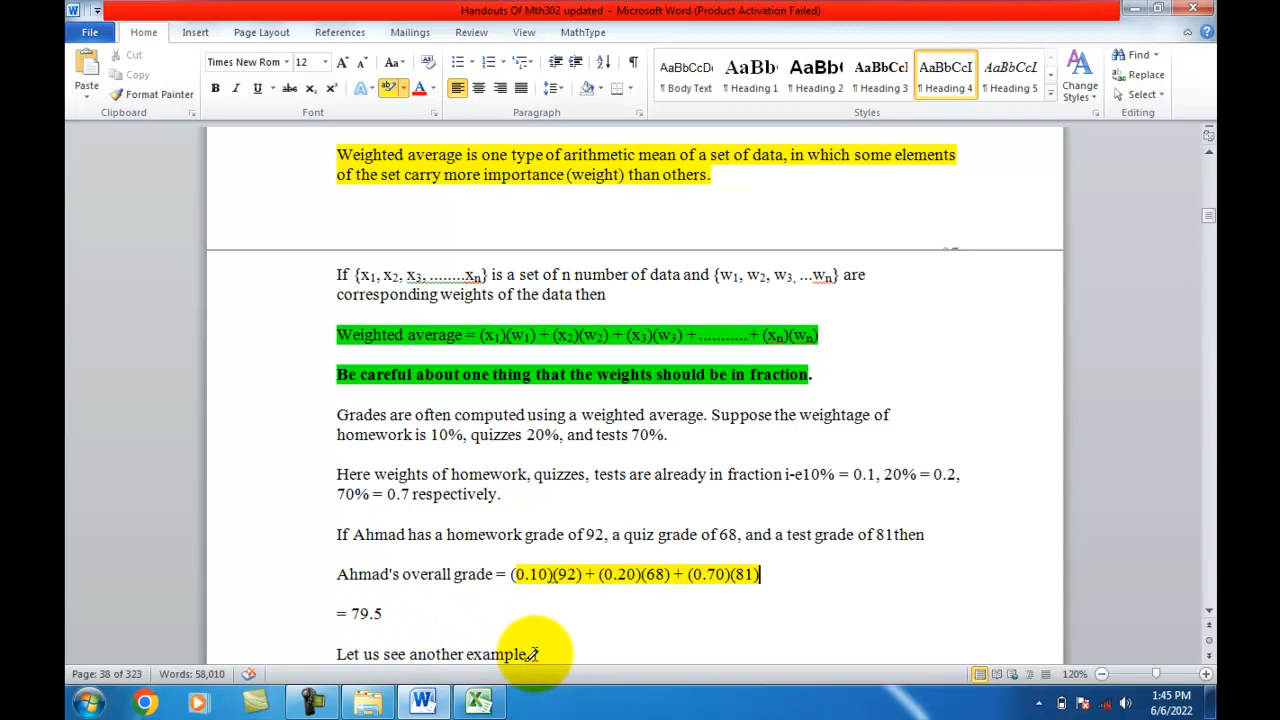 Handouts Of Mth302 updated - Microsoft Word (Product Activation Failed)
File Home Insert Page Layout References Mailings Review View MathType
Paste
Cut
Copy
Format Painter
Clipboard
Times New Rom 12
Font
Paragraph
AaBbCcDc AaBb( AaBb( AaBbCcl AaBbCcI AaBbCcI
¶ Body Text ¶ Heading 1 ¶ Heading 2 ¶ Heading 3 ¶ Heading 4 ¶ Heading 5
Change
Styles
Styles
Find
Replace
Select
Editing
Weighted average is one type of arithmetic mean of a set of data, in which some elements
of the set carry more importance (weight) than others.
If {x1, x2, x3, ........xn} is a set of n number of data and {w1, w2, w3, ...wn} are
corresponding weights of the data then
Weighted average = (x1)(w1) + (x2)(w2) + (x3)(w3) + ...........+ (xn)(wn)
Be careful about one thing that the weights should be in fraction.
Grades are often computed using a weighted average. Suppose the weightage of
homework is 10%, quizzes 20%, and tests 70%.
Here weights of homework, quizzes, tests are already in fraction i-e10% = 0.1, 20% = 0.2,
70% = 0.7 respectively.
If Ahmad has a homework grade of 92, a quiz grade of 68, and a test grade of 81then
Ahmad's overall grade = (0.10)(92) + (0.20)(68) + (0.70)(81)
= 79.5
Let us see another example
Page: 38 of 323 Words: 58,010 120%
1:45 PM
6/6/2022